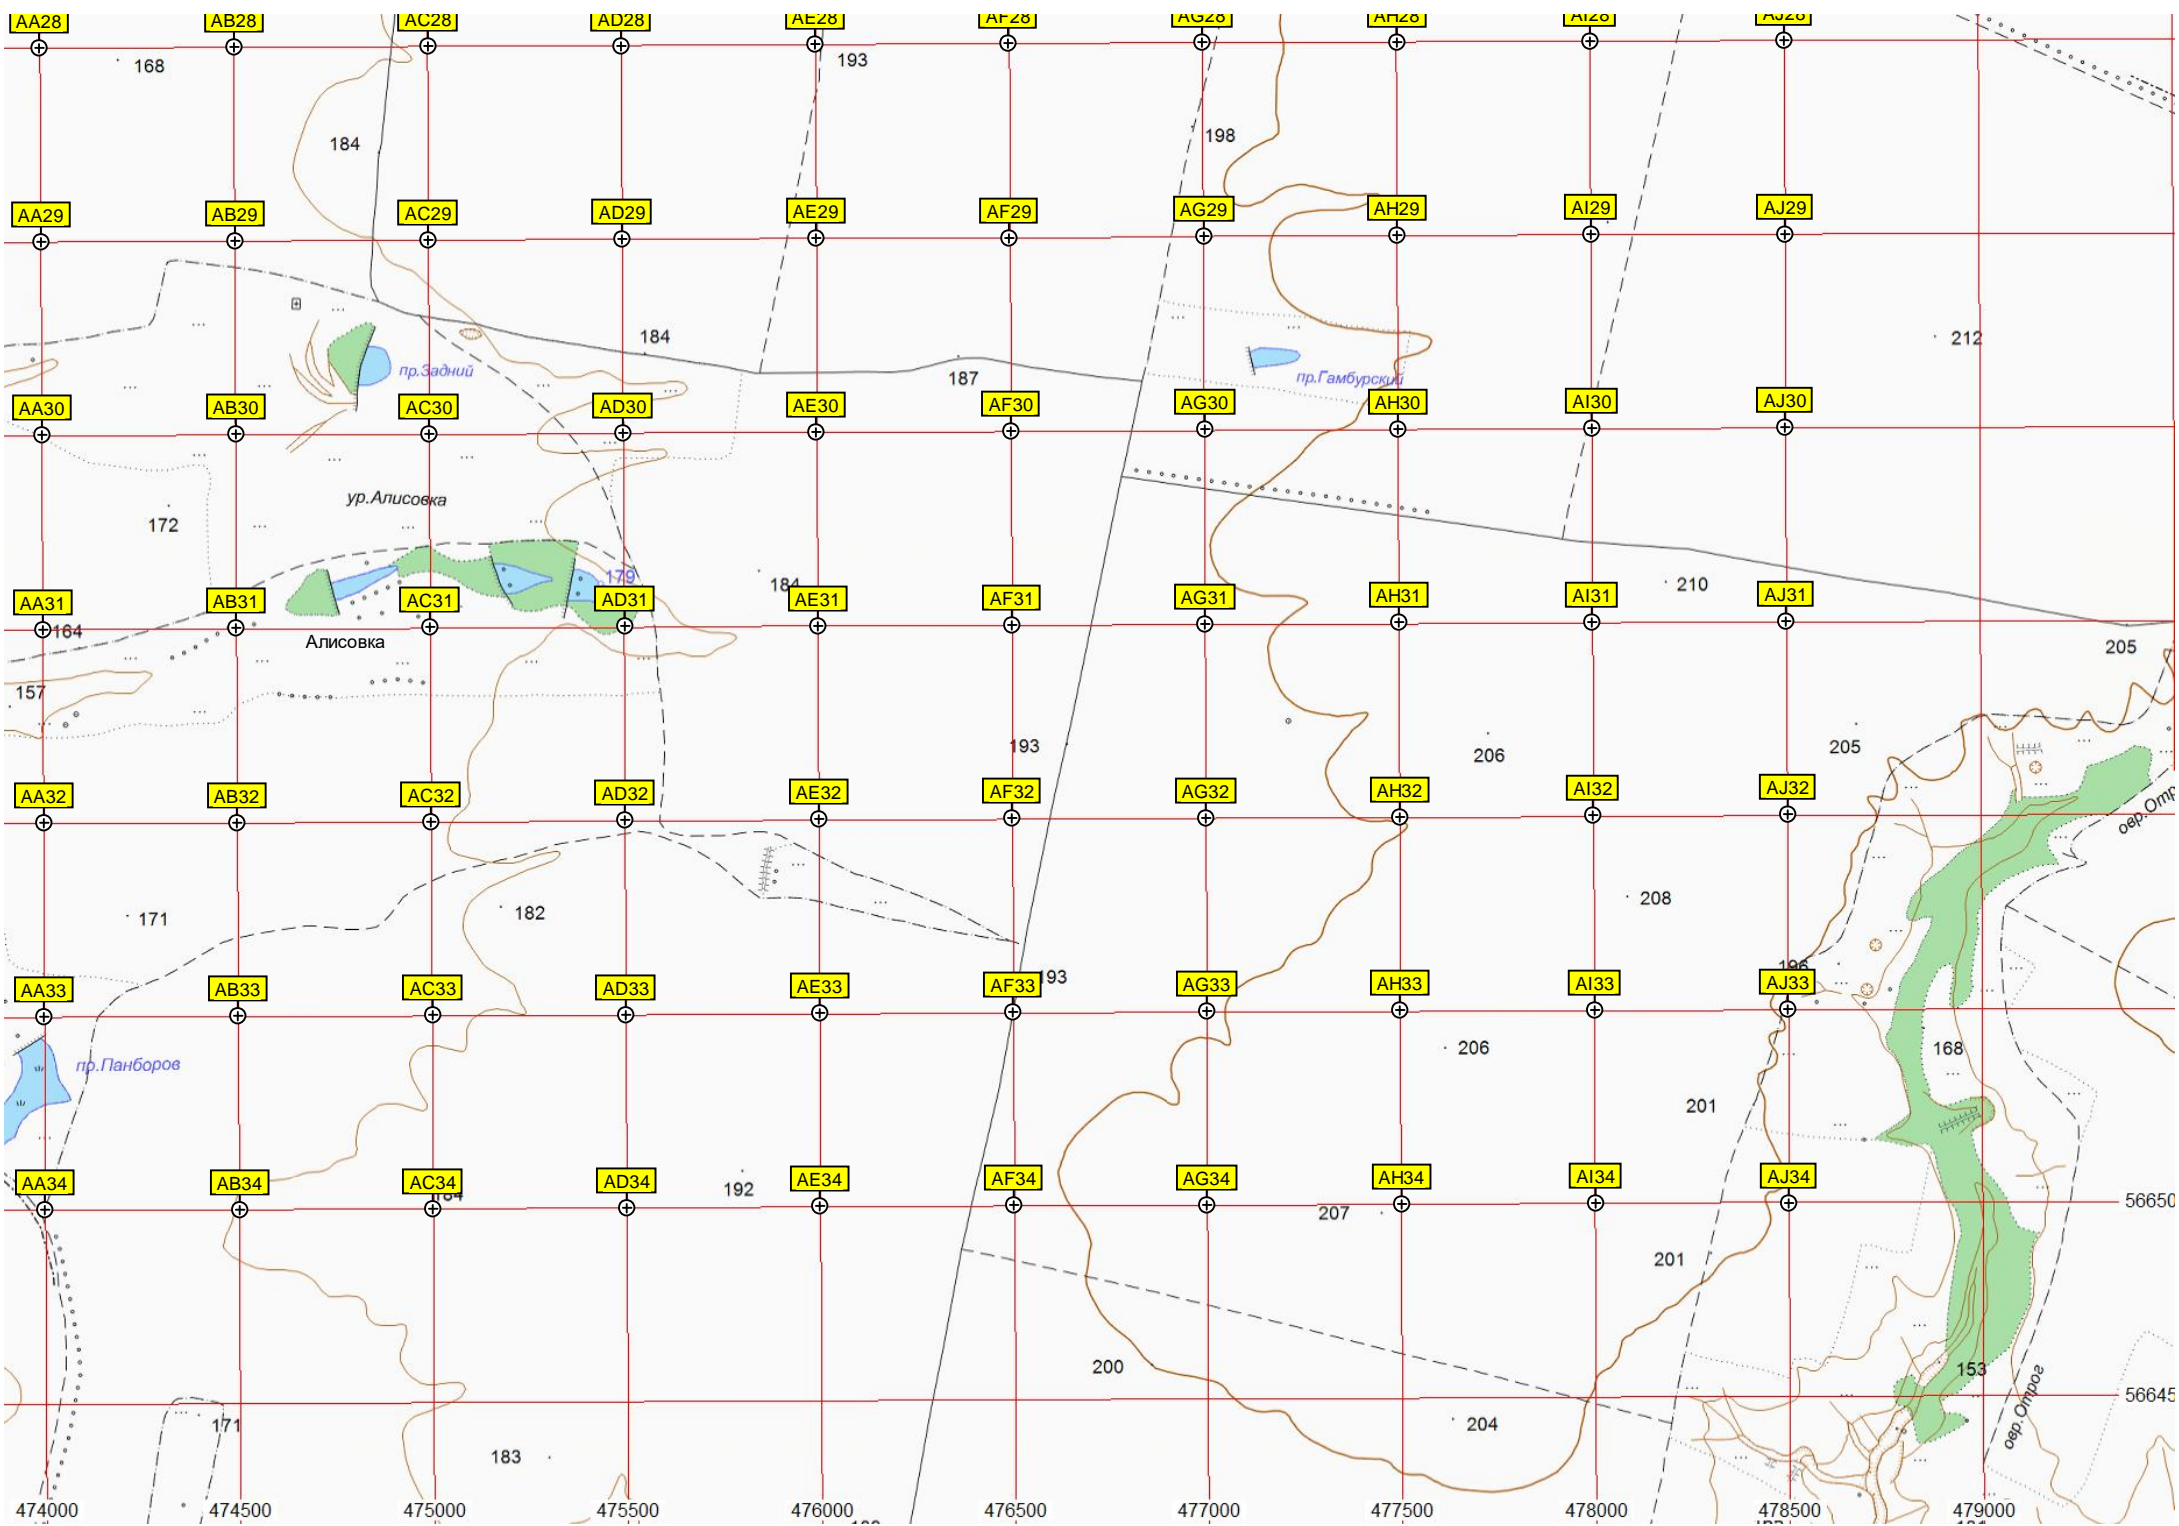 AA28 AB28 AC28 AD28 AE28 AF28 AG28 AH28 AI28 AJ28
168 193
198
184
AA29 AB29 AC29 AD29 AE29 AF29 AG29 AH29 AI29 AJ29
184 212
пр.Задний 187 пр.Гамбурский
AA30 AB30 AC30 AD30 AE30 AF30 AG30 AH30 AI30 AJ30
ур.Алисовка
172
179 184 210
AA31 AB31 AC31 AD31 AE31 AF31 AG31 AH31 AI31 AJ31
164 Алисовка 205
157
193 206 205
AA32 AB32 AC32 AD32 AE32 AF32 AG32 AH32 AI32 AJ32
208
171 182
196
193
AA33 AB33 AC33 AD33 AE33 AF33 AG33 AH33 AI33 AJ33
206 168
пр.Панборов
201
AA34 AB34 AC34 AD34 AE34 AF34 AG34 AH34 AI34 AJ34
184 192 207 56650
201
200 153
56645
171 204 овр.Отрог
183
474000 474500 475000 475500 476000 476500 477000 477500 478000 478500 479000